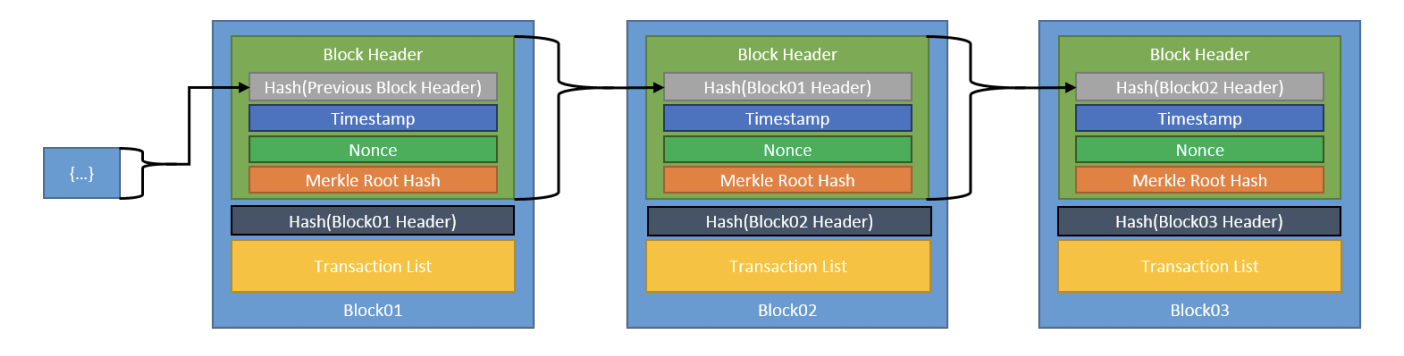 {...}
Block Header
Hash(Previous Block Header)
Timestamp
Nonce
Merkle Root Hash
Hash(Block01 Header)
Transaction List
Block01
Block Header
Hash(Block01 Header)
Timestamp
Nonce
Merkle Root Hash
Hash(Block02 Header)
Transaction List
Block02
Block Header
Hash(Block02 Header)
Timestamp
Nonce
Merkle Root Hash
Hash(Block03 Header)
Transaction List
Block03